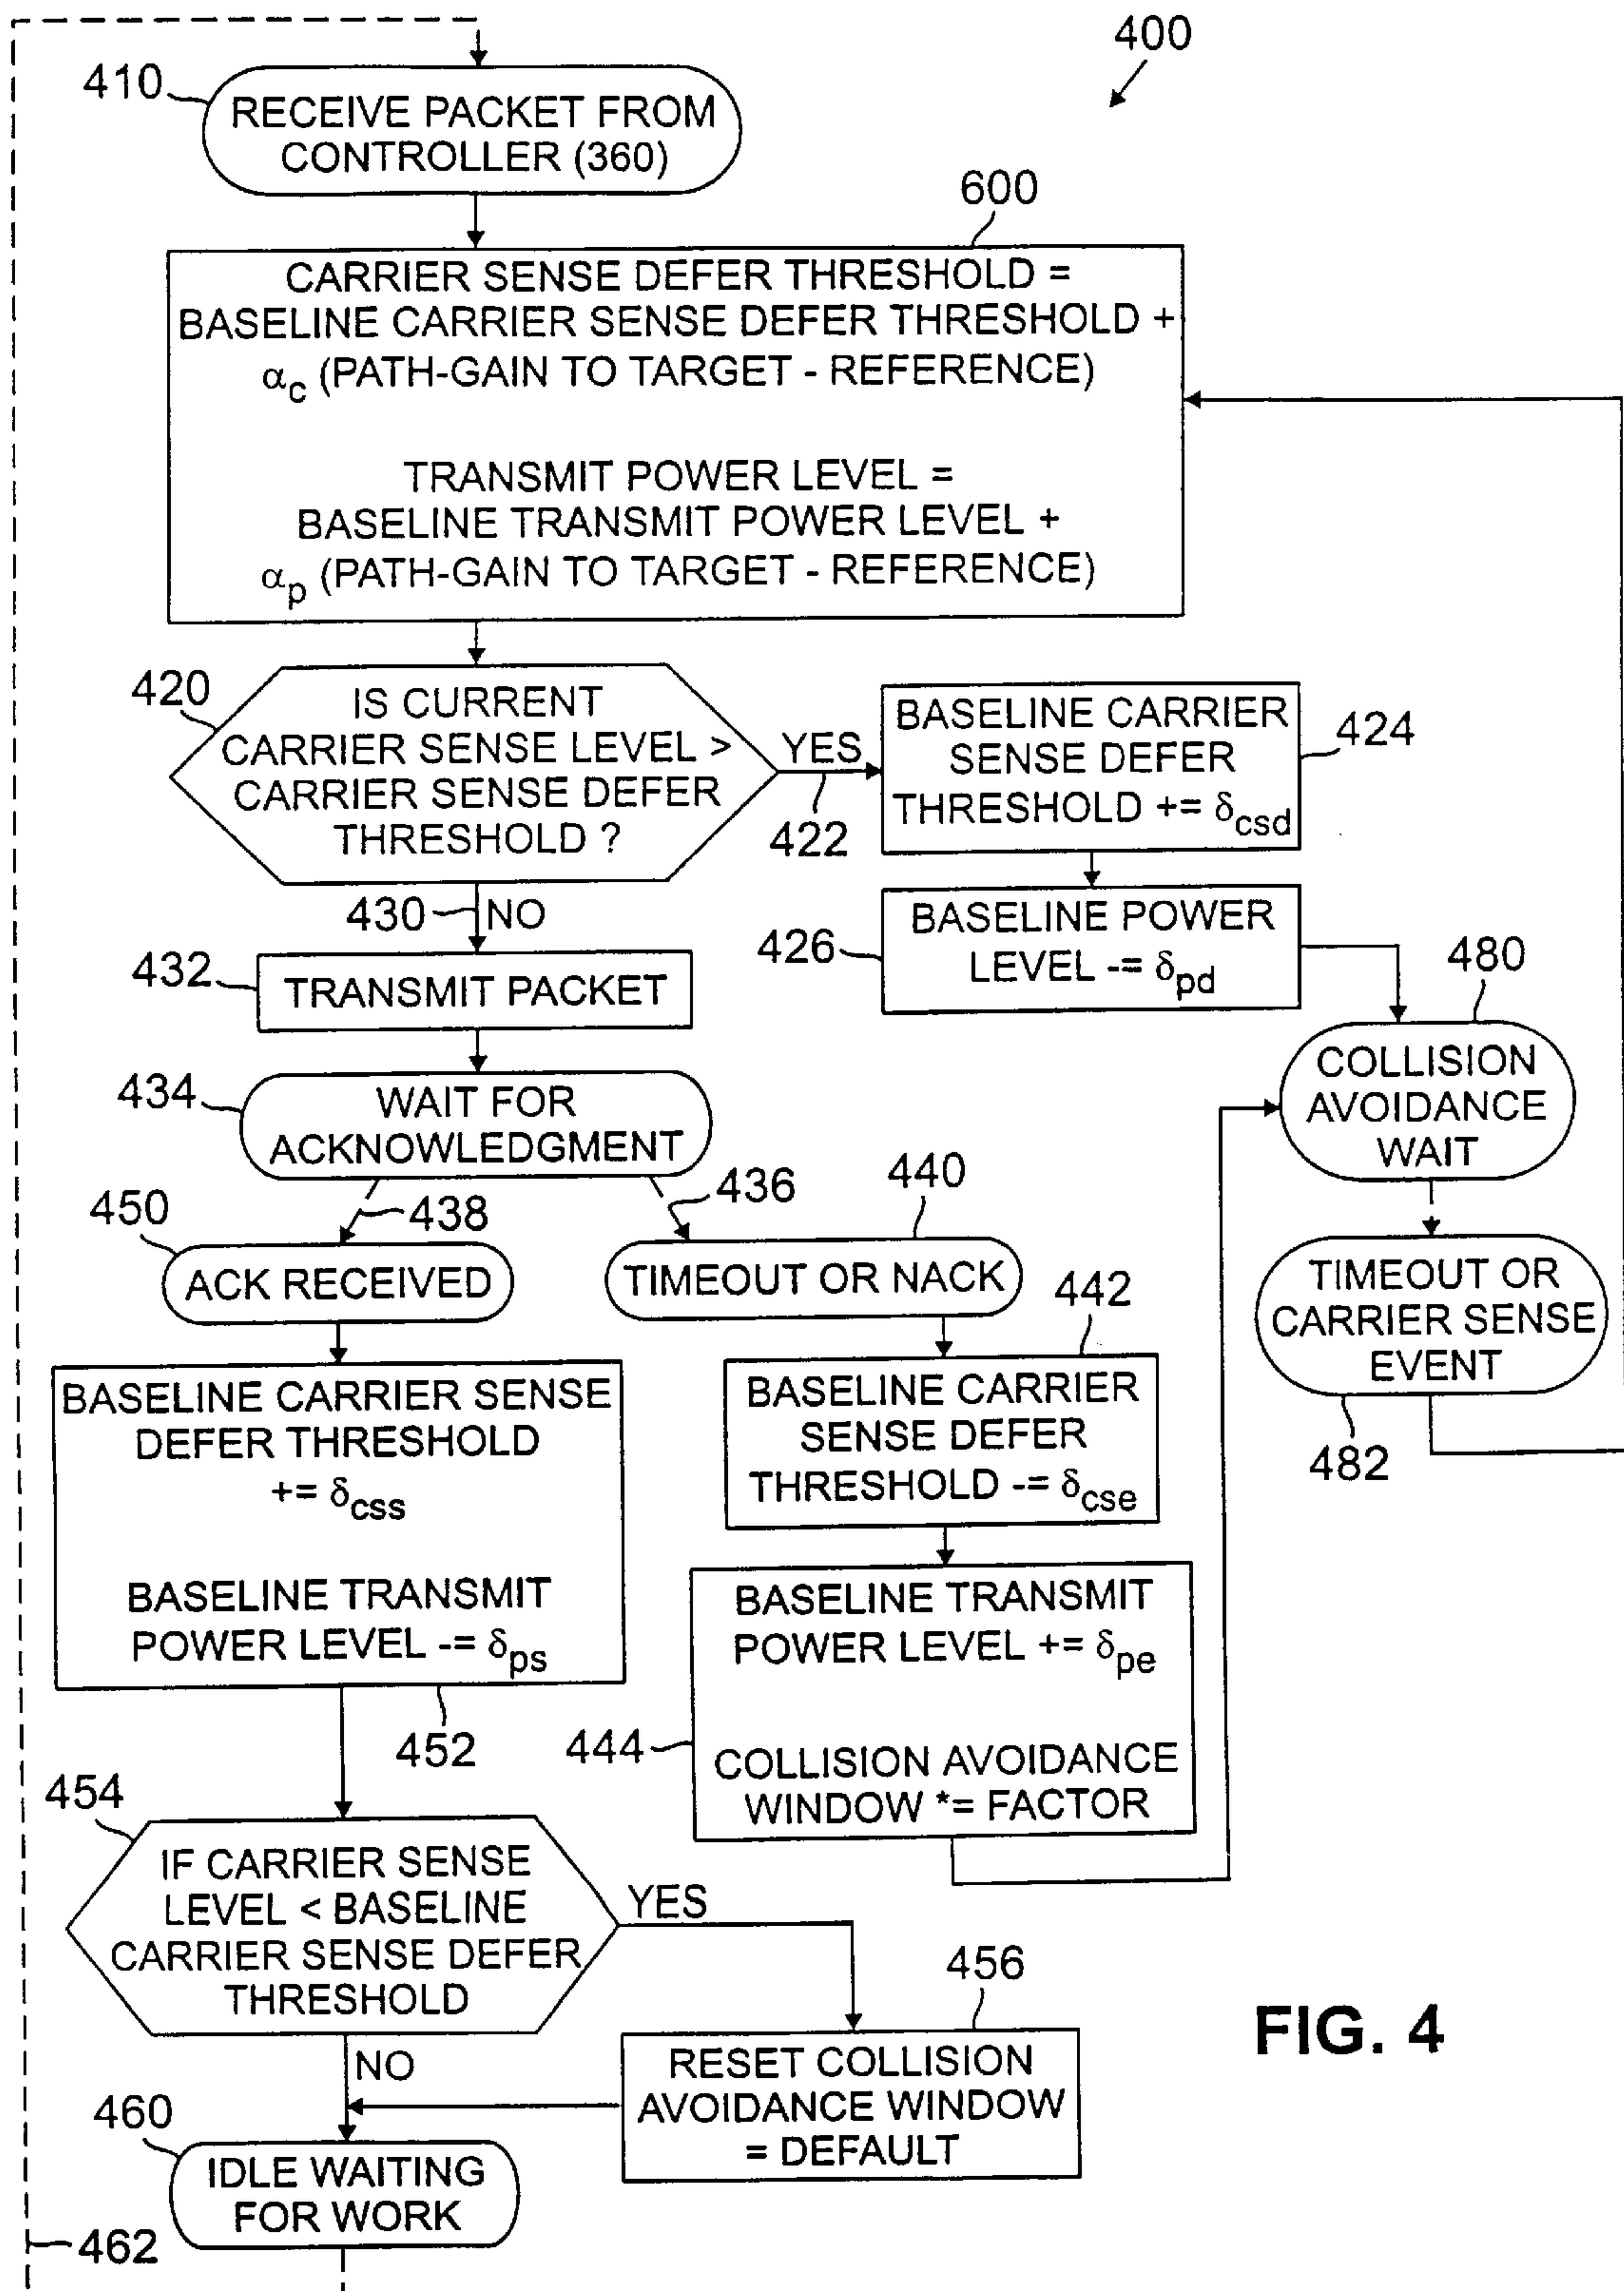 400
410
RECEIVE PACKET FROM
CONTROLLER (360)
600
CARRIER SENSE DEFER THRESHOLD =
BASELINE CARRIER SENSE DEFER THRESHOLD +
αc (PATH-GAIN TO TARGET - REFERENCE)
TRANSMIT POWER LEVEL =
BASELINE TRANSMIT POWER LEVEL +
αp (PATH-GAIN TO TARGET - REFERENCE)
420
IS CURRENT
CARRIER SENSE LEVEL >
CARRIER SENSE DEFER
THRESHOLD ?
YES
422
BASELINE CARRIER
SENSE DEFER
THRESHOLD += δcsd
424
430
NO
426
BASELINE POWER
LEVEL -= δpd
432
TRANSMIT PACKET
480
COLLISION
AVOIDANCE
WAIT
434
WAIT FOR
ACKNOWLEDGMENT
438
436
440
450
ACK RECEIVED
TIMEOUT OR NACK
TIMEOUT OR
CARRIER SENSE
EVENT
482
442
BASELINE CARRIER SENSE
DEFER THRESHOLD
+= δcss
BASELINE TRANSMIT
POWER LEVEL -= δps
452
BASELINE CARRIER
SENSE DEFER
THRESHOLD -= δcse
BASELINE TRANSMIT
POWER LEVEL += δpe
444
COLLISION AVOIDANCE
WINDOW *= FACTOR
454
IF CARRIER SENSE
LEVEL < BASELINE
CARRIER SENSE DEFER
THRESHOLD
YES
456
NO
RESET COLLISION
AVOIDANCE WINDOW
= DEFAULT
460
IDLE WAITING
FOR WORK
462
FIG. 4